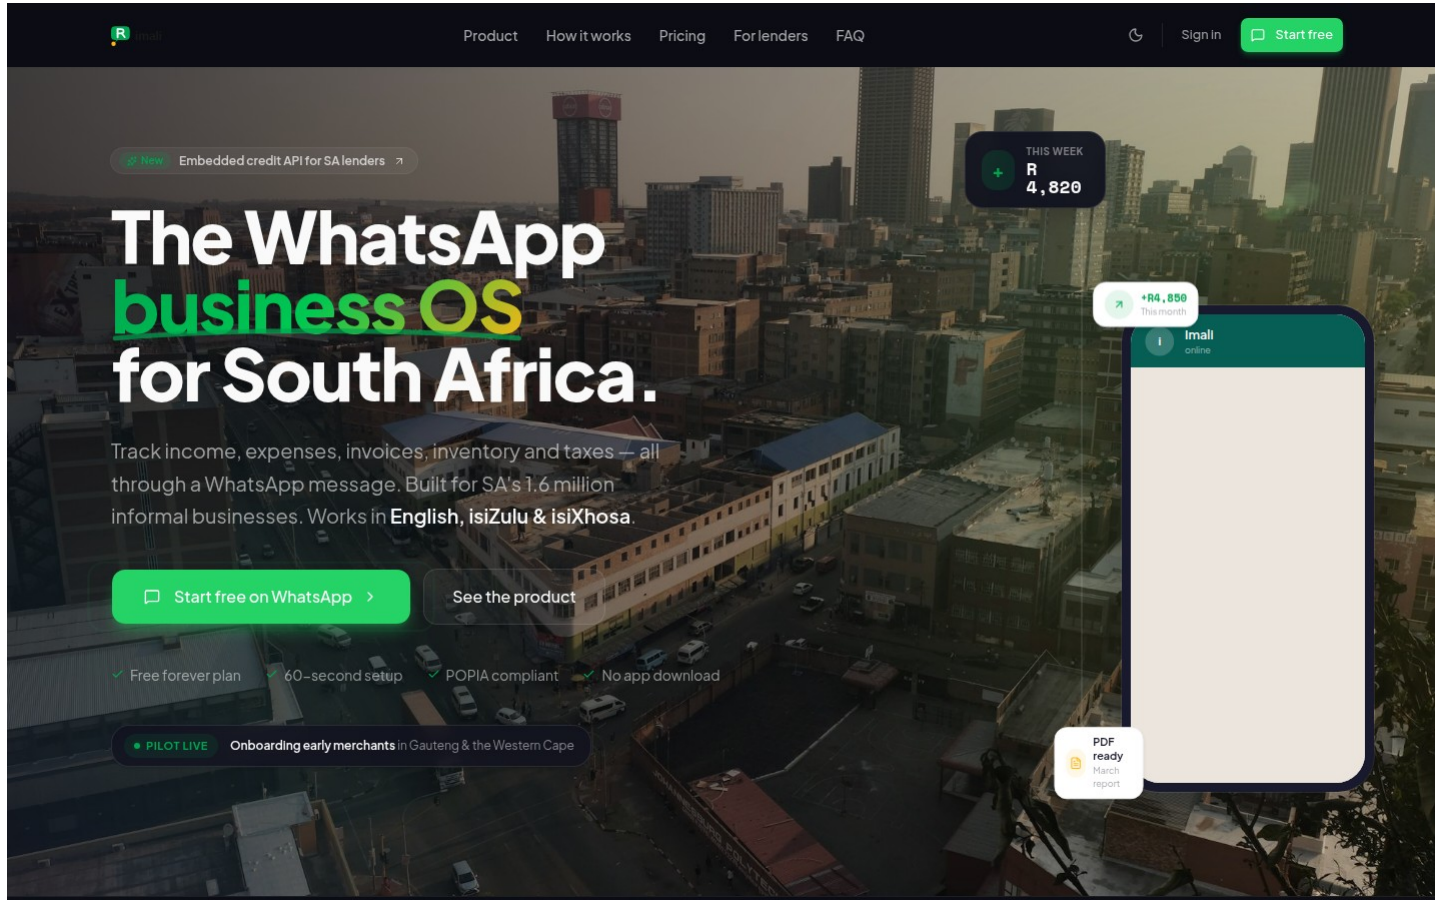 R imali
Product How it works Pricing For lenders FAQ
Sign in Start free
New Embedded credit API for SA lenders
The WhatsApp
business OS
for South Africa.
Track income, expenses, invoices, inventory and taxes — all
through a WhatsApp message. Built for SA's 1.6 million
informal businesses. Works in English, isiZulu & isiXhosa.
Start free on WhatsApp See the product
Free forever plan 60-second setup POPIA compliant No app download
PILOT LIVE Onboarding early merchants in Gauteng & the Western Cape
THIS WEEK
R
4,820
+R4,850
This month
i Imali
online
PDF
ready
March
report